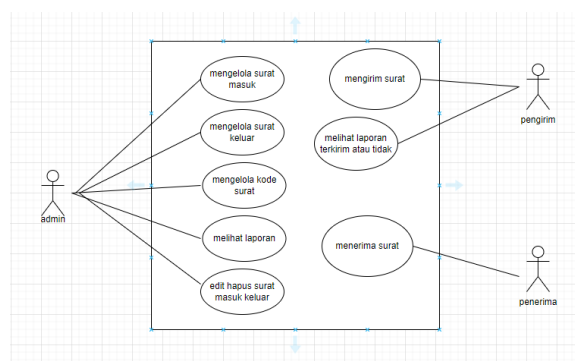 mengelola surat
masuk
mengelola surat
keluar
mengelola kode
surat
melihat laporan
edit hapus surat
masuk keluar
admin
mengirim surat
melihat laporan
terkirim atau tidak
menerima surat
pengirim
penerima